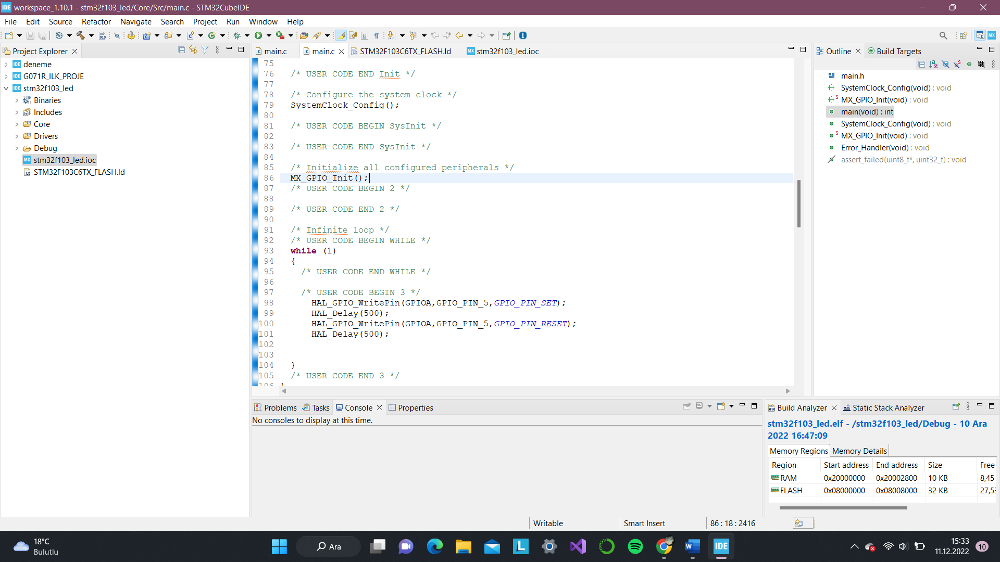 IDE workspace_1.10.1 - stm32f103_led/Core/Src/main.c - STM32CubeIDE
File Edit Source Refactor Navigate Search Project Run Window Help
Project Explorer
IDE deneme
IDE G071R_ILK_PROJE
IDE stm32f103_led
Binaries
Includes
Core
Drivers
Debug
MX stm32f103_led.ioc
STM32F103C6TX_FLASH.ld
main.c main.c STM32F103C6TX_FLASH.ld MX stm32f103_led.ioc
75
76 /* USER CODE END Init */
77
78 /* Configure the system clock */
79 SystemClock_Config();
80
81 /* USER CODE BEGIN SysInit */
82
83 /* USER CODE END SysInit */
84
85 /* Initialize all configured peripherals */
86 MX_GPIO_Init();
87 /* USER CODE BEGIN 2 */
88
89 /* USER CODE END 2 */
90
91 /* Infinite loop */
92 /* USER CODE BEGIN WHILE */
93 while (1)
94 {
95 /* USER CODE END WHILE */
96
97 /* USER CODE BEGIN 3 */
98 HAL_GPIO_WritePin(GPIOA,GPIO_PIN_5,GPIO_PIN_SET);
99 HAL_Delay(500);
100 HAL_GPIO_WritePin(GPIOA,GPIO_PIN_5,GPIO_PIN_RESET);
101 HAL_Delay(500);
102
103
104 }
105 /* USER CODE END 3 */
Outline Build Targets
main.h
SystemClock_Config(void) : void
MX_GPIO_Init(void) : void
main(void) : int
SystemClock_Config(void) : void
MX_GPIO_Init(void) : void
Error_Handler(void) : void
assert_failed(uint8_t*, uint32_t) : void
Problems Tasks Console Properties
No consoles to display at this time.
Build Analyzer Static Stack Analyzer
stm32f103_led.elf - /stm32f103_led/Debug - 10 Ara
2022 16:47:09
Memory Regions Memory Details
Region Start address End address Size Free
RAM 0x20000000 0x20002800 10 KB 8,45
FLASH 0x08000000 0x08008000 32 KB 27,53
Writable Smart Insert 86 : 18 : 2416
18°C
Bulutlu
Ara
IDE
15:33
11.12.2022
10